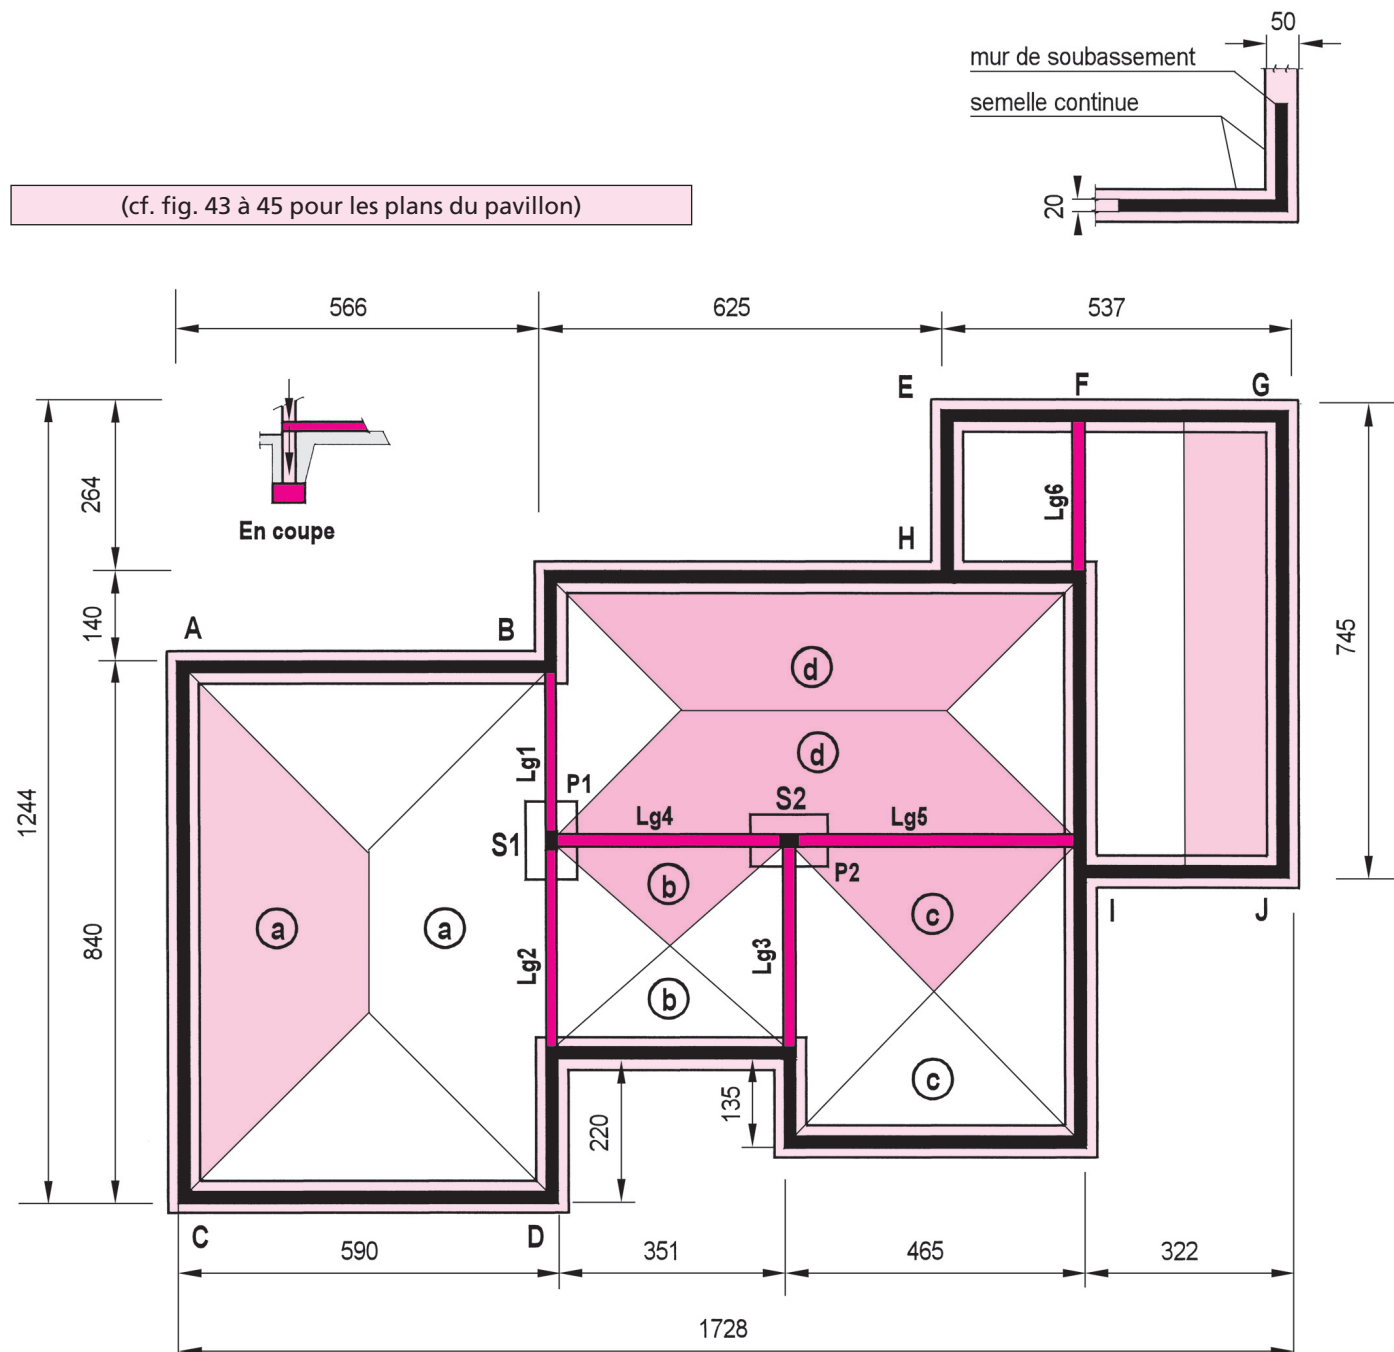 50
mur de soubassement
semelle continue
20
(cf. fig. 43 à 45 pour les plans du pavillon)
566
625
537
E
F
G
264
En coupe
Lg6
H
140
A
B
745
d
d
1244
Lg1
P1
S2
Lg4
Lg5
S1
P2
b
c
a
a
840
Lg2
Lg3
I
J
b
c
135
220
C
D
590
351
465
322
1728